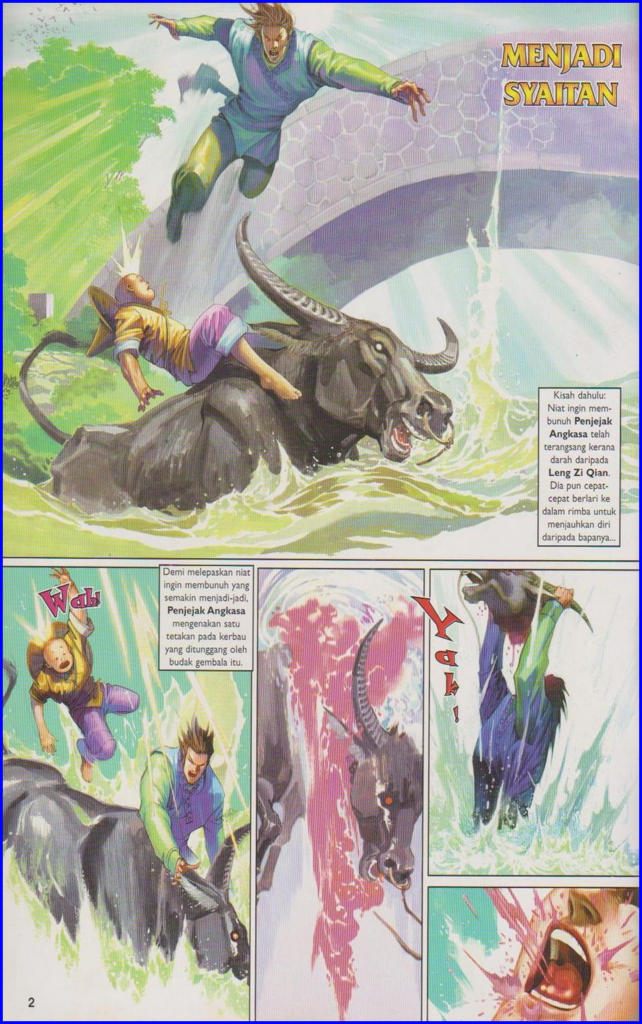 MENJADI
SYAITAN
Kisah dahulu:
Niat ingin mem-
bunuh Penjejak
Angkasa telah
terangsang kerana
darah daripada
Leng Zi Qian.
Dia pun cepat-
cepat berlari ke
dalam rimba untuk
menjauhkan diri
daripada bapanya...
Wah
Demi melepaskan niat
ingin membunuh yang
semakin menjadi-jadi,
Penjejak Angkasa
mengenakan satu
tetakan pada kerbau
yang ditunggang oleh
budak gembala itu.
Yak!
2